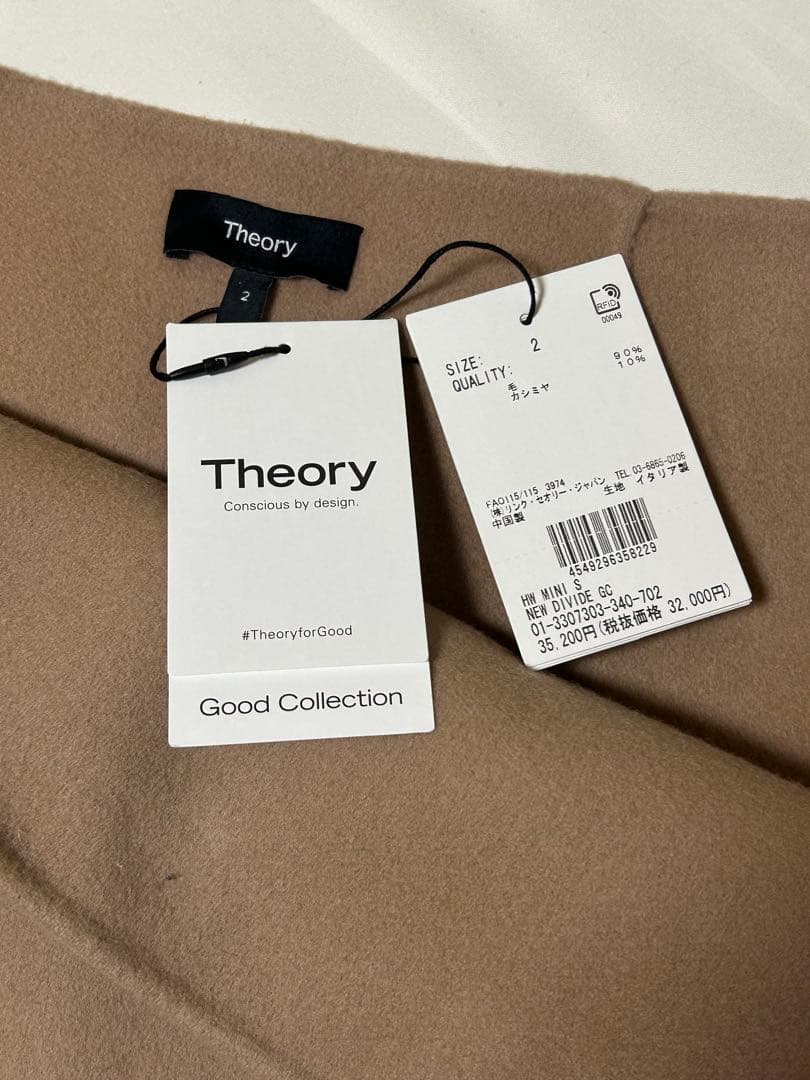 Theory
2
Theory
Conscious by design.
#TheoryforGood
Good Collection
RFID
00049
SIZE: 2
QUALITY:
毛 90%
カシミヤ 10%
FA0115/115 3974 TEL 03-6865-0206
(株)リンク・セオリー・ジャパン 生地 イタリア製
中国製
4549296358229
HW MINI S
NEW DIVIDE GC
01-3307303-340-702
35,200円(税抜価格 32,000円)